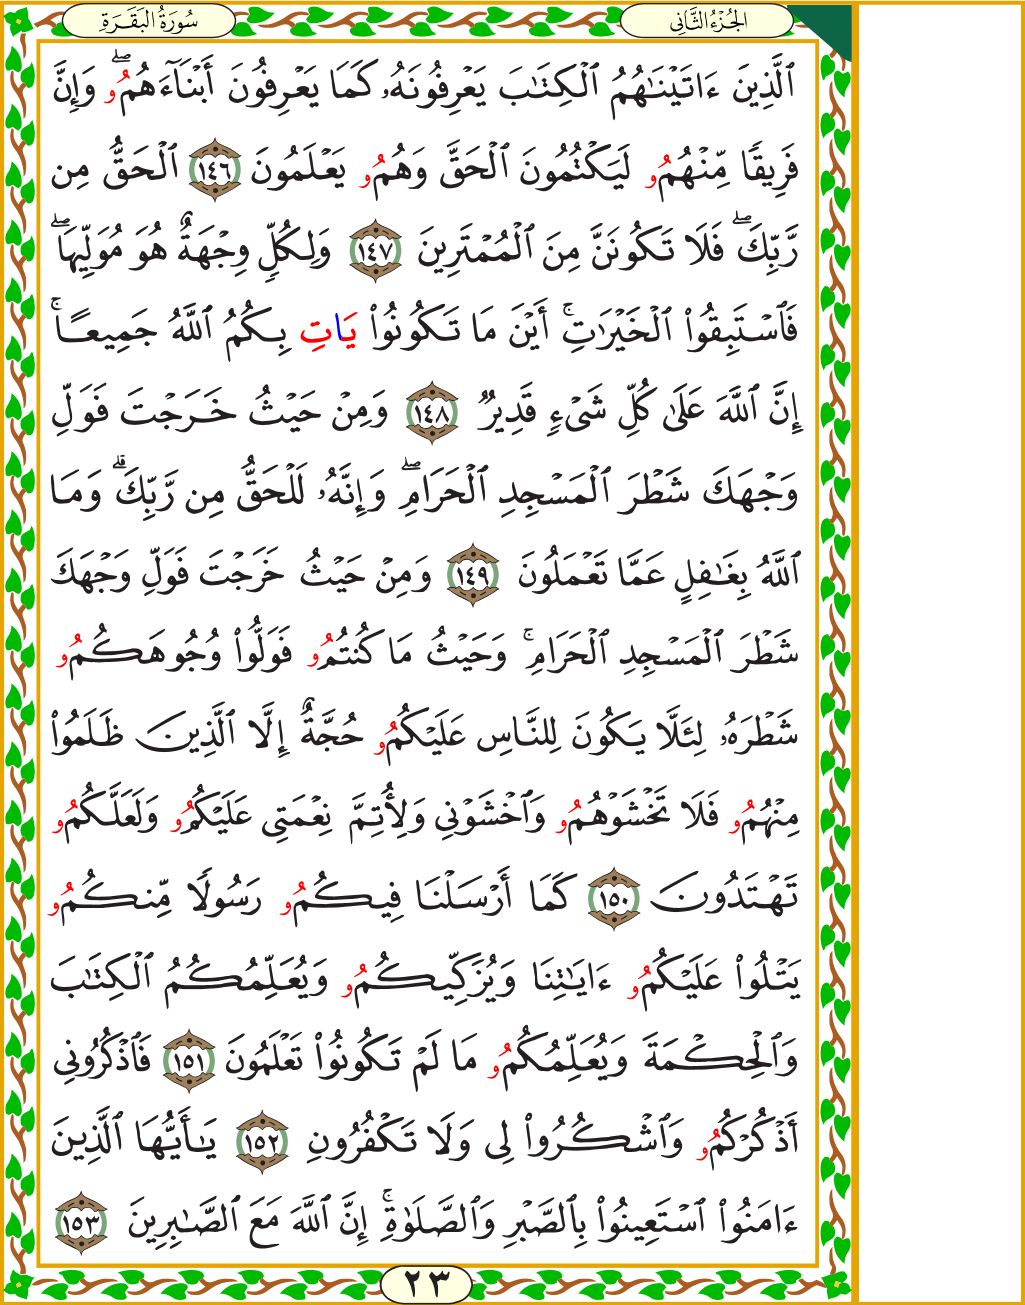 سُورَةُ البَقَرَةِ
الجُزْءُ الثَّانِي
ٱلَّذِينَ ءَاتَيْنَٰهُمُ ٱلْكِتَٰبَ يَعْرِفُونَهُۥ كَمَا يَعْرِفُونَ أَبْنَآءَهُمُوۖ وَإِنَّ
فَرِيقًا مِّنْهُمُو لَيَكْتُمُونَ ٱلْحَقَّ وَهُمُو يَعْلَمُونَ ١٤٦ ٱلْحَقُّ مِن
رَّبِّكَۖ فَلَا تَكُونَنَّ مِنَ ٱلْمُمْتَرِينَ ١٤٧ وَلِكُلٍّ وِجْهَةٌ هُوَ مُوَلِّيهَاۖ
فَٱسْتَبِقُوا۟ ٱلْخَيْرَٰتِۚ أَيْنَ مَا تَكُونُوا۟ يَاتِ بِكُمُ ٱللَّهُ جَمِيعًاۚ
إِنَّ ٱللَّهَ عَلَىٰ كُلِّ شَىْءٍ قَدِيرٌ ١٤٨ وَمِنْ حَيْثُ خَرَجْتَ فَوَلِّ
وَجْهَكَ شَطْرَ ٱلْمَسْجِدِ ٱلْحَرَامِۖ وَإِنَّهُۥ لَلْحَقُّ مِن رَّبِّكَۗ وَمَا
ٱللَّهُ بِغَٰفِلٍ عَمَّا تَعْمَلُونَ ١٤٩ وَمِنْ حَيْثُ خَرَجْتَ فَوَلِّ وَجْهَكَ
شَطْرَ ٱلْمَسْجِدِ ٱلْحَرَامِۚ وَحَيْثُ مَا كُنتُمُو فَوَلُّوا۟ وُجُوهَكُمُو
شَطْرَهُۥ لِئَلَّا يَكُونَ لِلنَّاسِ عَلَيْكُمُو حُجَّةٌ إِلَّا ٱلَّذِينَ ظَلَمُوا۟
مِنْهُمُو فَلَا تَخْشَوْهُمُو وَٱخْشَوْنِى وَلِأُتِمَّ نِعْمَتِى عَلَيْكُمُو وَلَعَلَّكُمُو
تَهْتَدُونَ ١٥٠ كَمَا أَرْسَلْنَا فِيكُمُو رَسُولًا مِّنكُمُو
يَتْلُوا۟ عَلَيْكُمُو ءَايَٰتِنَا وَيُزَكِّيكُمُو وَيُعَلِّمُكُمُ ٱلْكِتَٰبَ
وَٱلْحِكْمَةَ وَيُعَلِّمُكُمُو مَا لَمْ تَكُونُوا۟ تَعْلَمُونَ ١٥١ فَٱذْكُرُونِى
أَذْكُرْكُمُو وَٱشْكُرُوا۟ لِى وَلَا تَكْفُرُونِ ١٥٢ يَٰأَيُّهَا ٱلَّذِينَ
ءَامَنُوا۟ ٱسْتَعِينُوا۟ بِٱلصَّبْرِ وَٱلصَّلَوٰةِۚ إِنَّ ٱللَّهَ مَعَ ٱلصَّٰبِرِينَ ١٥٣
٢٣